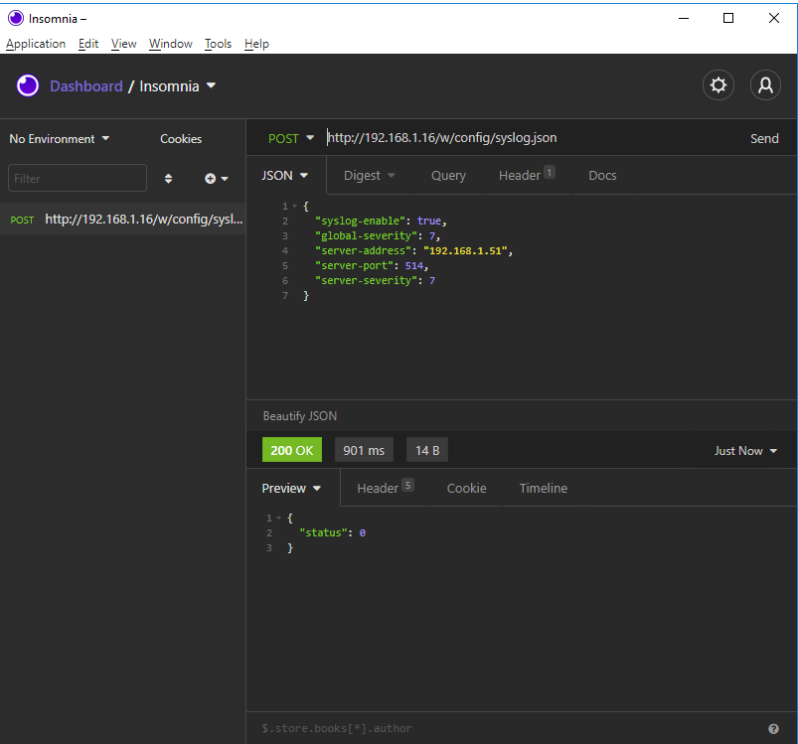 Insomnia –
Application Edit View Window Tools Help
Dashboard / Insomnia
No Environment Cookies
POST http://192.168.1.16/w/config/syslog.json Send
Filter
JSON Digest Query Header 1 Docs
POST http://192.168.1.16/w/config/sysl...
1 {
2 "syslog-enable": true,
3 "global-severity": 7,
4 "server-address": "192.168.1.51",
5 "server-port": 514,
6 "server-severity": 7
7 }
Beautify JSON
200 OK 901 ms 14 B Just Now
Preview Header 5 Cookie Timeline
1 {
2 "status": 0
3 }
$.store.books[*].author